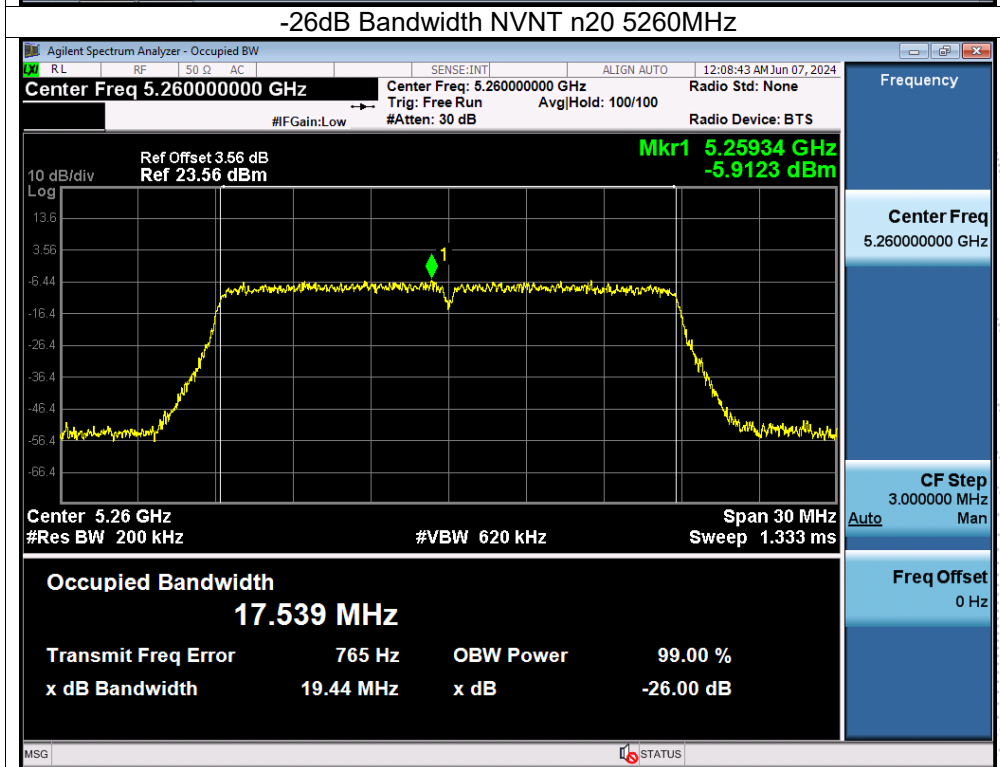 -26dB Bandwidth NVNT n20 5260MHz
Agilent Spectrum Analyzer - Occupied BW
LXI RL RF 50 Ω AC SENSE:INT ALIGN AUTO 12:08:43 AM Jun 07, 2024
Center Freq 5.260000000 GHz
Center Freq: 5.260000000 GHz Radio Std: None
Trig: Free Run Avg|Hold: 100/100
#IFGain:Low #Atten: 30 dB Radio Device: BTS
Frequency
Mkr1 5.25934 GHz
-5.9123 dBm
Ref Offset 3.56 dB
10 dB/div Ref 23.56 dBm
Log
13.6
3.56
-6.44
-16.4
-26.4
-36.4
-46.4
-56.4
-66.4
1
Center 5.26 GHz Span 30 MHz
#Res BW 200 kHz #VBW 620 kHz Sweep 1.333 ms
Occupied Bandwidth
17.539 MHz
Transmit Freq Error 765 Hz OBW Power 99.00 %
x dB Bandwidth 19.44 MHz x dB -26.00 dB
Center Freq
5.260000000 GHz
CF Step
3.000000 MHz
Auto Man
Freq Offset
0 Hz
MSG STATUS